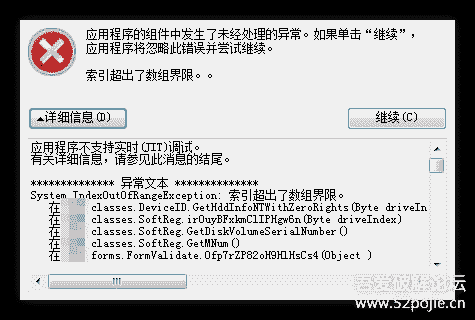 应用程序的组件中发生了未经处理的异常。如果单击“继续”，
应用程序将忽略此错误并尝试继续。
索引超出了数组界限。。
详细信息(D)
继续(C)
应用程序不支持实时(JIT)调试。
有关详细信息，请参见此消息的结尾。
************** 异常文本 **************
System.IndexOutOfRangeException: 索引超出了数组界限。
在 classes.DeviceID.GetHddInfoNTWithZeroRights(Byte driveIn
在 classes.SoftReg.irOuyBFxkmClIPHgw6n(Byte driveIndex)
在 classes.SoftReg.GetDiskVolumeSerialNumber()
在 classes.SoftReg.GetMNum()
在 forms.FormValidate.Ofp7rZP82oH9HlHsCs4(Object )
吾爱破解论坛
www.52pojie.cn